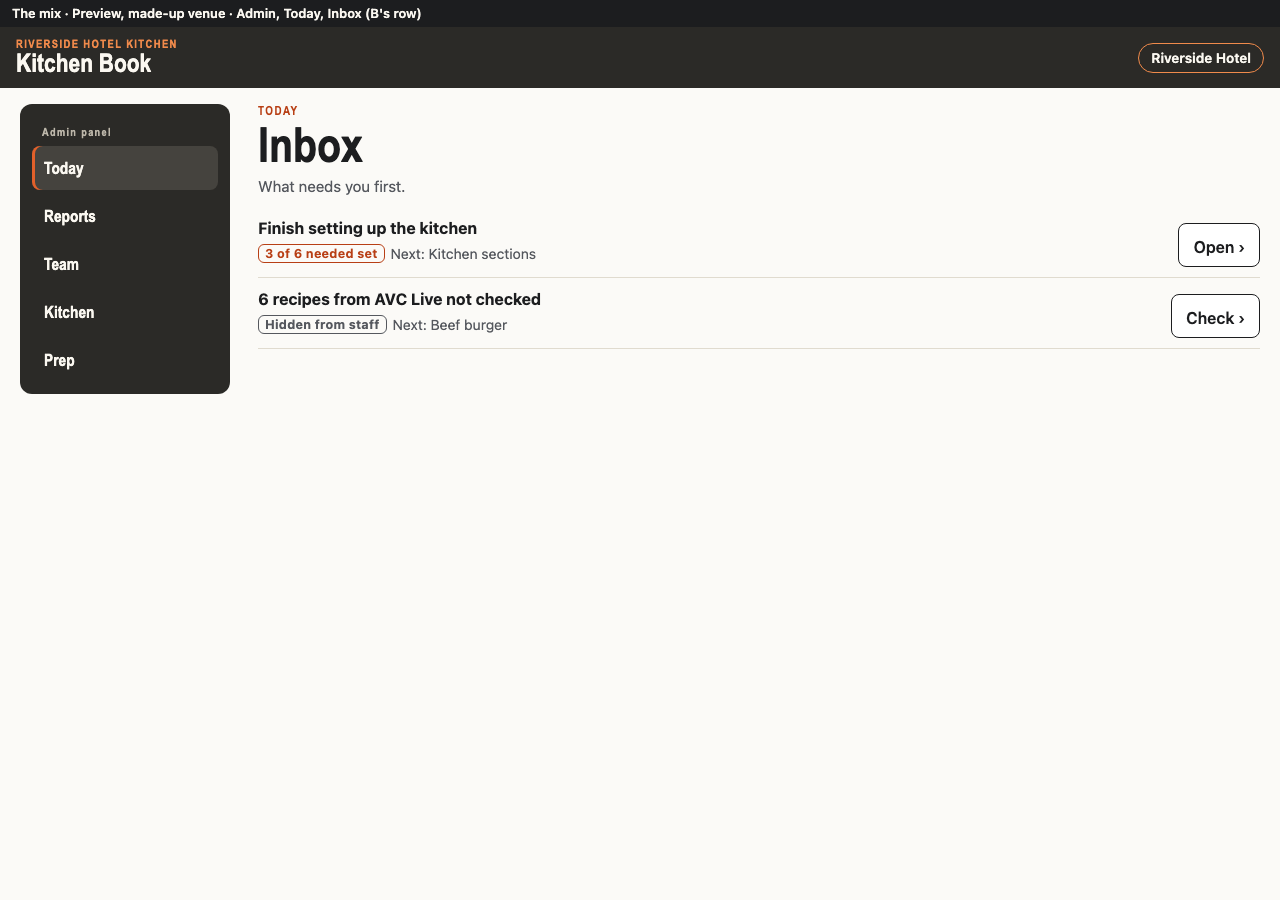 The mix · Preview, made-up venue · Admin, Today, Inbox (B's row)
RIVERSIDE HOTEL KITCHEN
Kitchen Book
Riverside Hotel
Admin panel
Today
Reports
Team
Kitchen
Prep
TODAY
Inbox
What needs you first.
Finish setting up the kitchen
3 of 6 needed set Next: Kitchen sections
Open ›
6 recipes from AVC Live not checked
Hidden from staff Next: Beef burger
Check ›